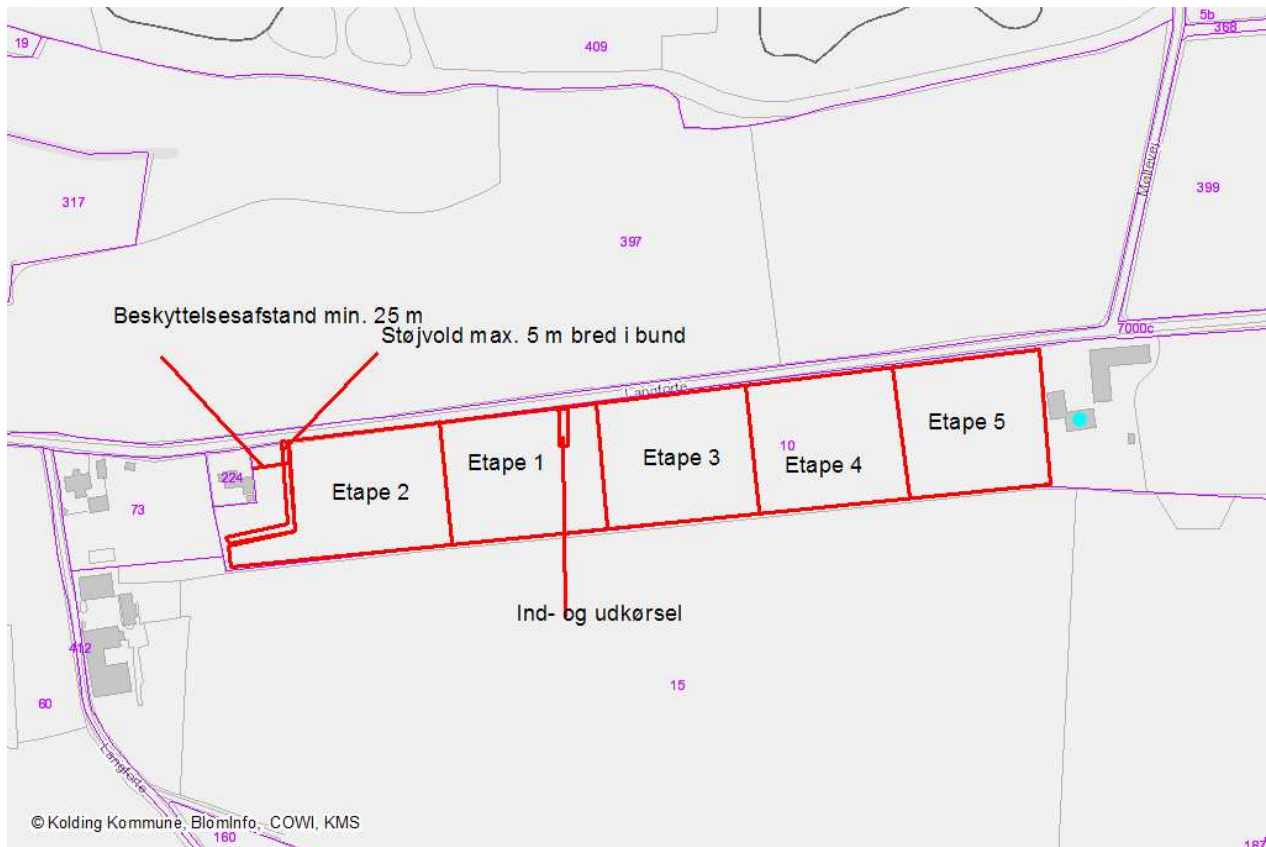 5b
368
19
409
Møllevej
317
399
397
Beskyttelsesafstand min. 25 m
Støjvold max. 5 m bred i bund
7000c
Langforte
Etape 5
10
Etape 3
Etape 1
Etape 4
224
Etape 2
73
Ind- og udkørsel
412
15
60
Langforte
© Kolding Kommune, BlomInfo, COWI, KMS
160
187